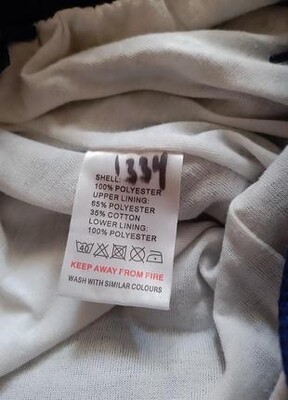 1334
SHELL:
100% POLYESTER
UPPER LINING:
65% POLYESTER
35% COTTON
LOWER LINING:
100% POLYESTER
40
KEEP AWAY FROM FIRE
WASH WITH SIMILAR COLOURS